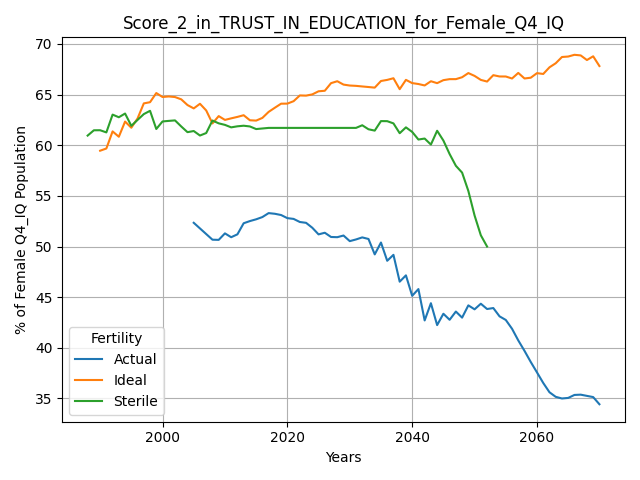 Score_2_in_TRUST_IN_EDUCATION_for_Female_Q4_IQ
% of Female Q4_IQ Population
70
65
60
55
50
45
40
35
Fertility
Actual
Ideal
Sterile
2000
2020
2040
2060
Years